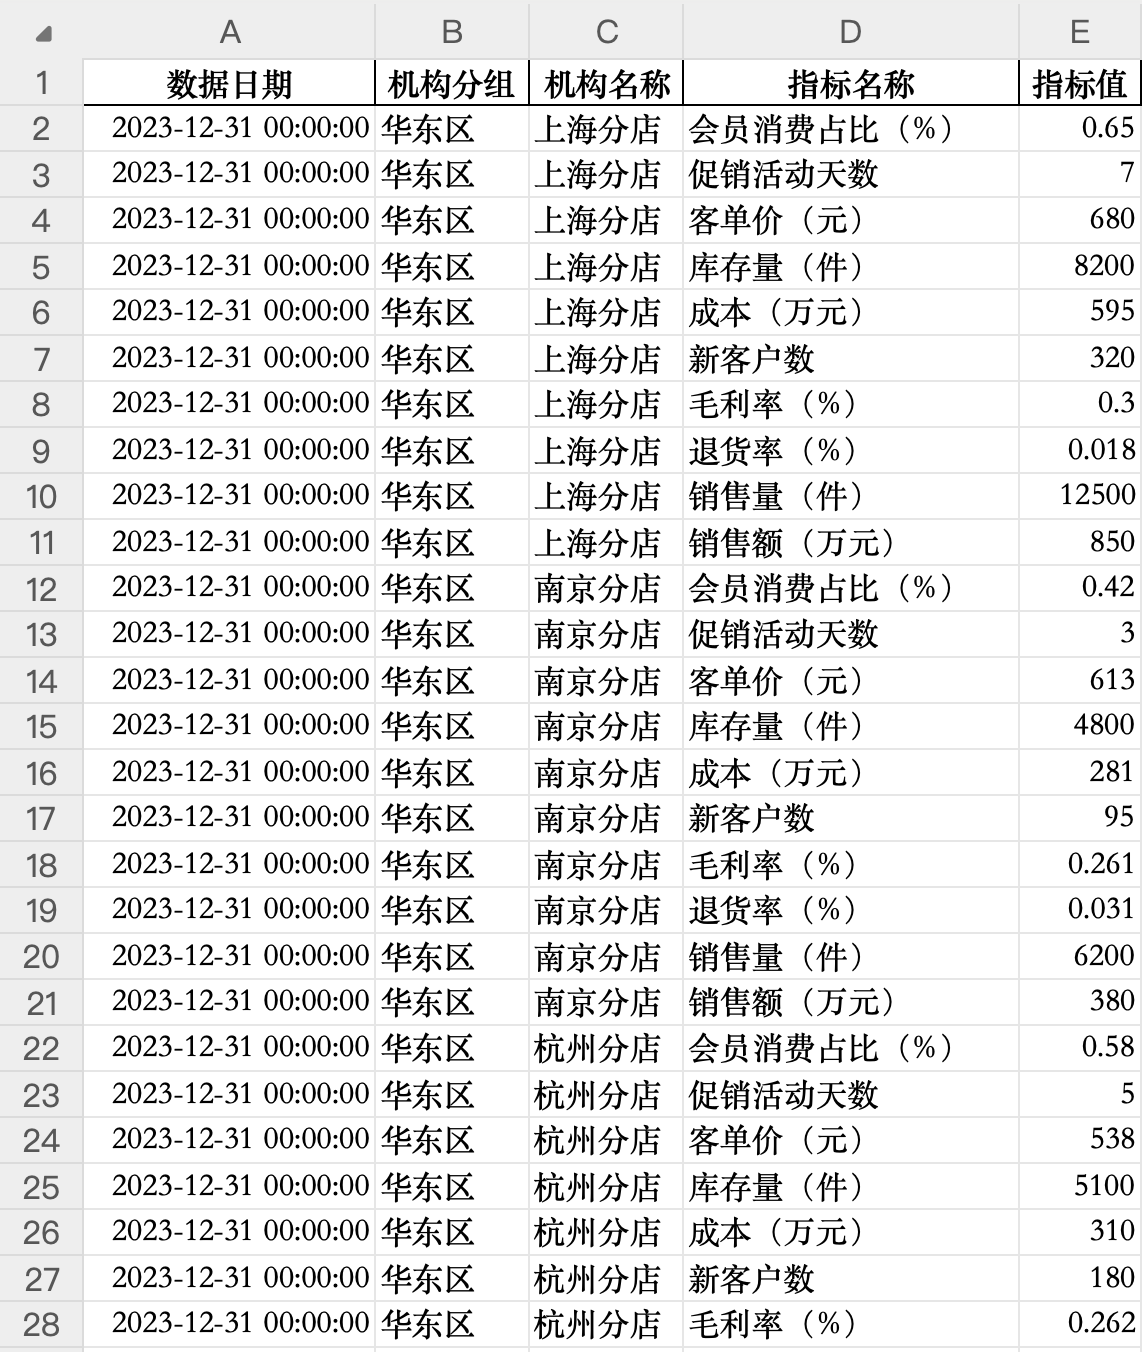 A B C D E
1 数据日期 机构分组 机构名称 指标名称 指标值
2 2023-12-31 00:00:00 华东区 上海分店 会员消费占比（%） 0.65
3 2023-12-31 00:00:00 华东区 上海分店 促销活动天数 7
4 2023-12-31 00:00:00 华东区 上海分店 客单价（元） 680
5 2023-12-31 00:00:00 华东区 上海分店 库存量（件） 8200
6 2023-12-31 00:00:00 华东区 上海分店 成本（万元） 595
7 2023-12-31 00:00:00 华东区 上海分店 新客户数 320
8 2023-12-31 00:00:00 华东区 上海分店 毛利率（%） 0.3
9 2023-12-31 00:00:00 华东区 上海分店 退货率（%） 0.018
10 2023-12-31 00:00:00 华东区 上海分店 销售量（件） 12500
11 2023-12-31 00:00:00 华东区 上海分店 销售额（万元） 850
12 2023-12-31 00:00:00 华东区 南京分店 会员消费占比（%） 0.42
13 2023-12-31 00:00:00 华东区 南京分店 促销活动天数 3
14 2023-12-31 00:00:00 华东区 南京分店 客单价（元） 613
15 2023-12-31 00:00:00 华东区 南京分店 库存量（件） 4800
16 2023-12-31 00:00:00 华东区 南京分店 成本（万元） 281
17 2023-12-31 00:00:00 华东区 南京分店 新客户数 95
18 2023-12-31 00:00:00 华东区 南京分店 毛利率（%） 0.261
19 2023-12-31 00:00:00 华东区 南京分店 退货率（%） 0.031
20 2023-12-31 00:00:00 华东区 南京分店 销售量（件） 6200
21 2023-12-31 00:00:00 华东区 南京分店 销售额（万元） 380
22 2023-12-31 00:00:00 华东区 杭州分店 会员消费占比（%） 0.58
23 2023-12-31 00:00:00 华东区 杭州分店 促销活动天数 5
24 2023-12-31 00:00:00 华东区 杭州分店 客单价（元） 538
25 2023-12-31 00:00:00 华东区 杭州分店 库存量（件） 5100
26 2023-12-31 00:00:00 华东区 杭州分店 成本（万元） 310
27 2023-12-31 00:00:00 华东区 杭州分店 新客户数 180
28 2023-12-31 00:00:00 华东区 杭州分店 毛利率（%） 0.262